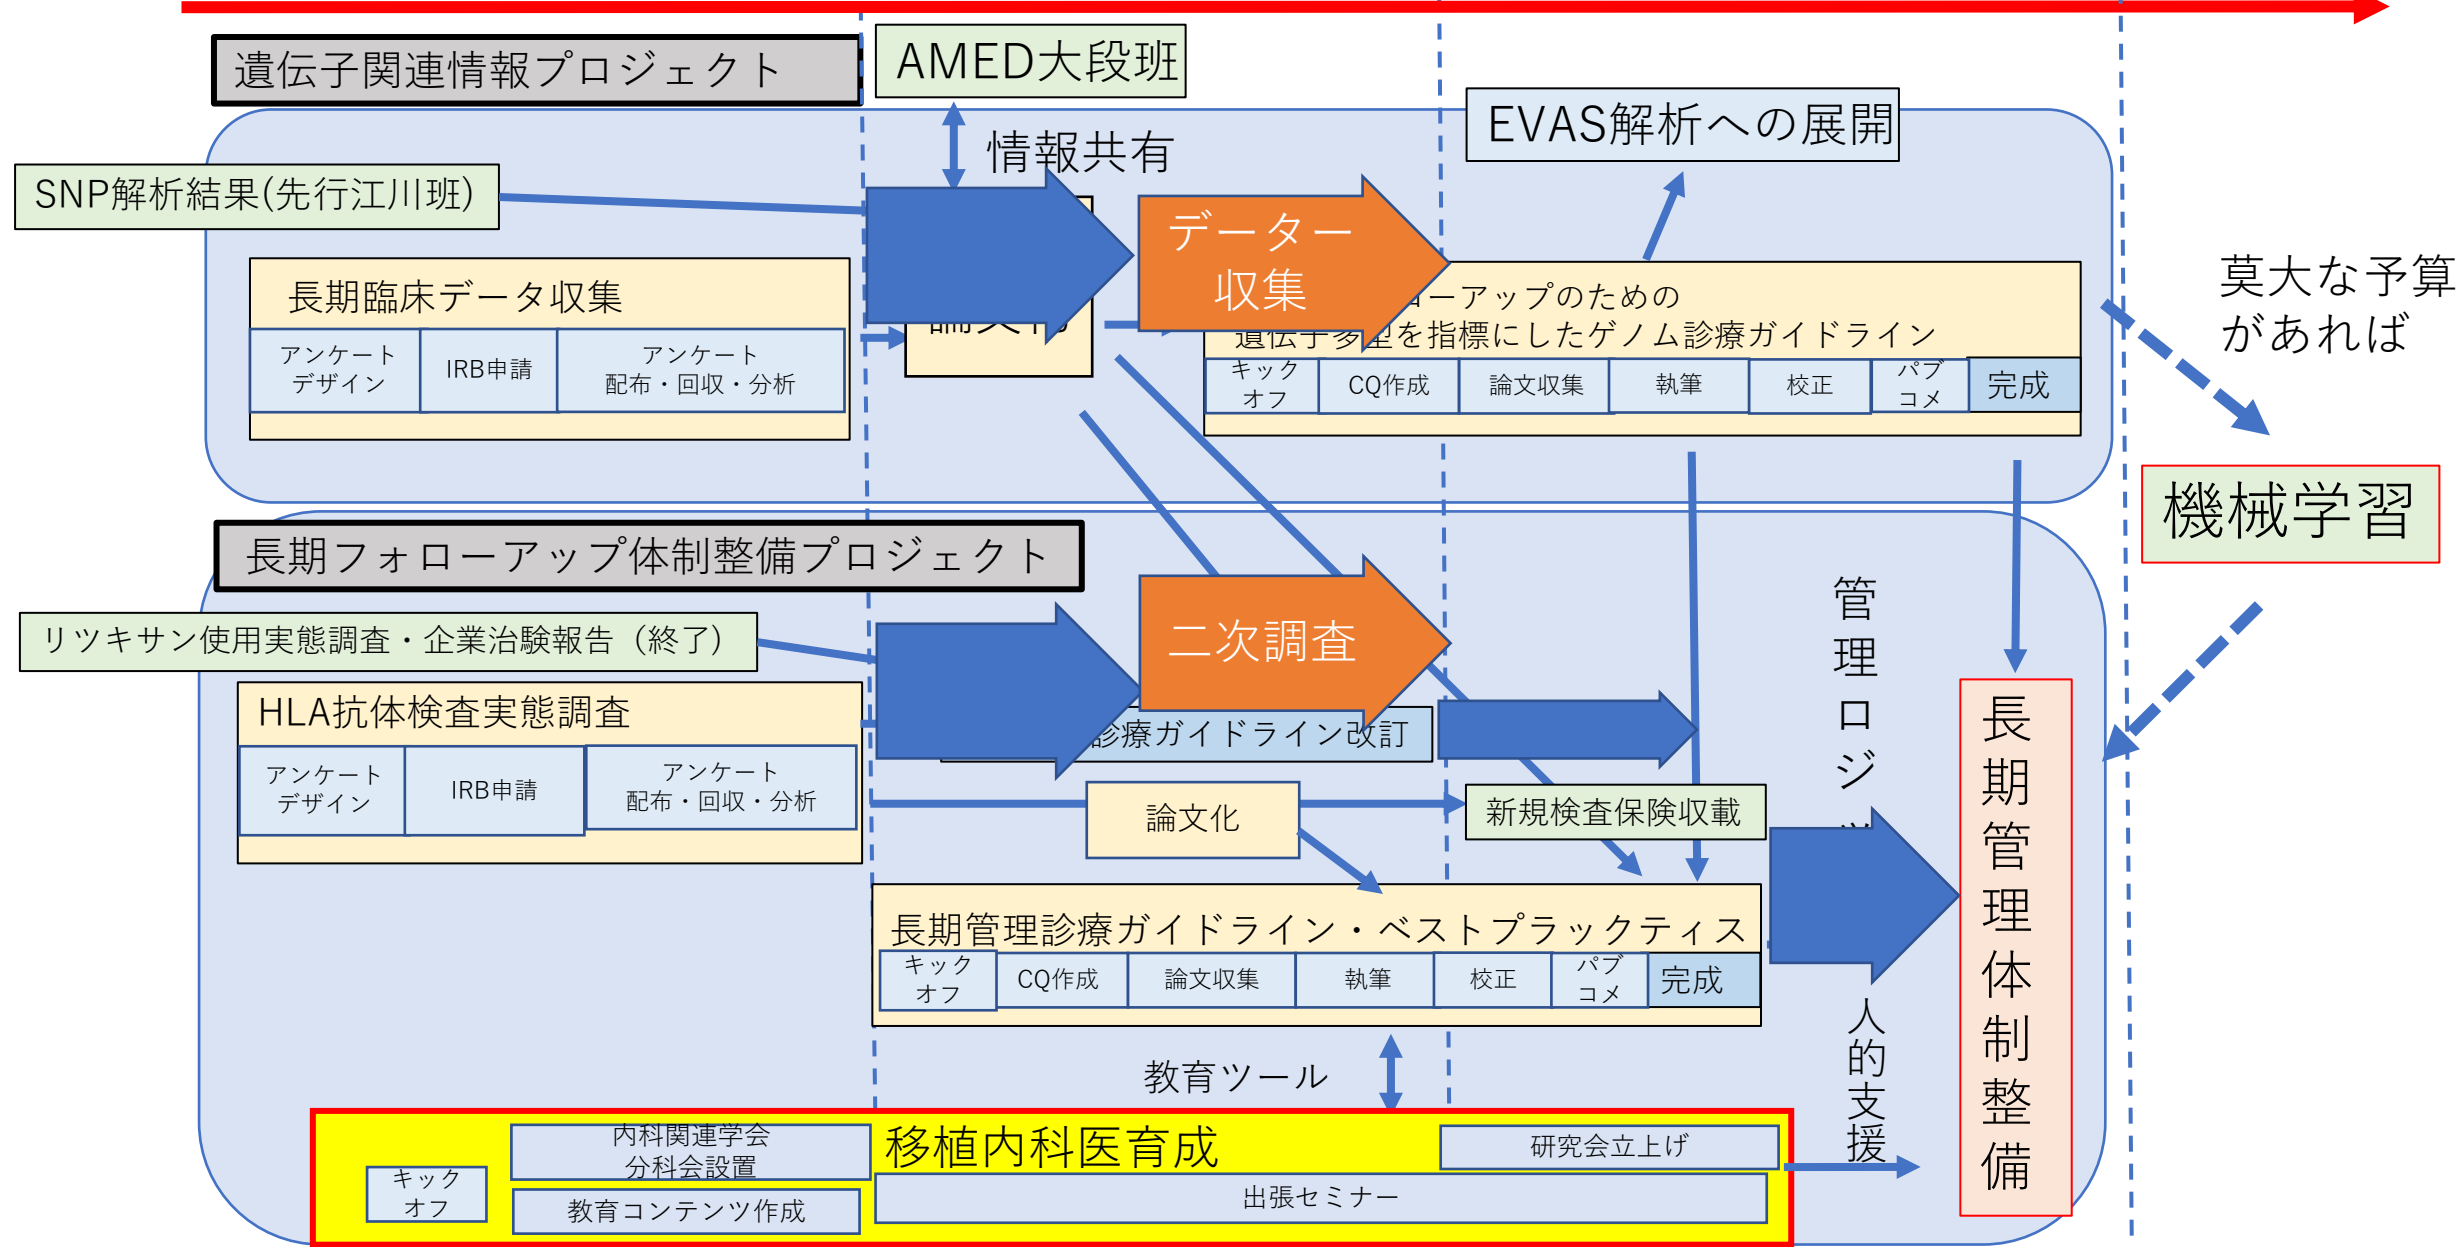 遺伝子関連情報プロジェクト
AMED大段班
情報共有
EVAS解析への展開
SNP解析結果(先行江川班)
データー
収集
莫大な予算
があれば
長期臨床データ収集
アンケート
デザイン
IRB申請
アンケート
配布・回収・分析
ローアップのための
遺伝子多型を指標にしたゲノム診療ガイドライン
キック
オフ
CQ作成
論文収集
執筆
校正
パブ
コメ
完成
機械学習
長期フォローアップ体制整備プロジェクト
リツキサン使用実態調査・企業治験報告（終了）
二次調査
管理ロジ
HLA抗体検査実態調査
アンケート
デザイン
IRB申請
アンケート
配布・回収・分析
診療ガイドライン改訂
論文化
新規検査保険収載
長期管理体制整備
長期管理診療ガイドライン・ベストプラックティス
キック
オフ
CQ作成
論文収集
執筆
校正
パブ
コメ
完成
人的支援
教育ツール
移植内科医育成
内科関連学会
分科会設置
研究会立上げ
キック
オフ
教育コンテンツ作成
出張セミナー